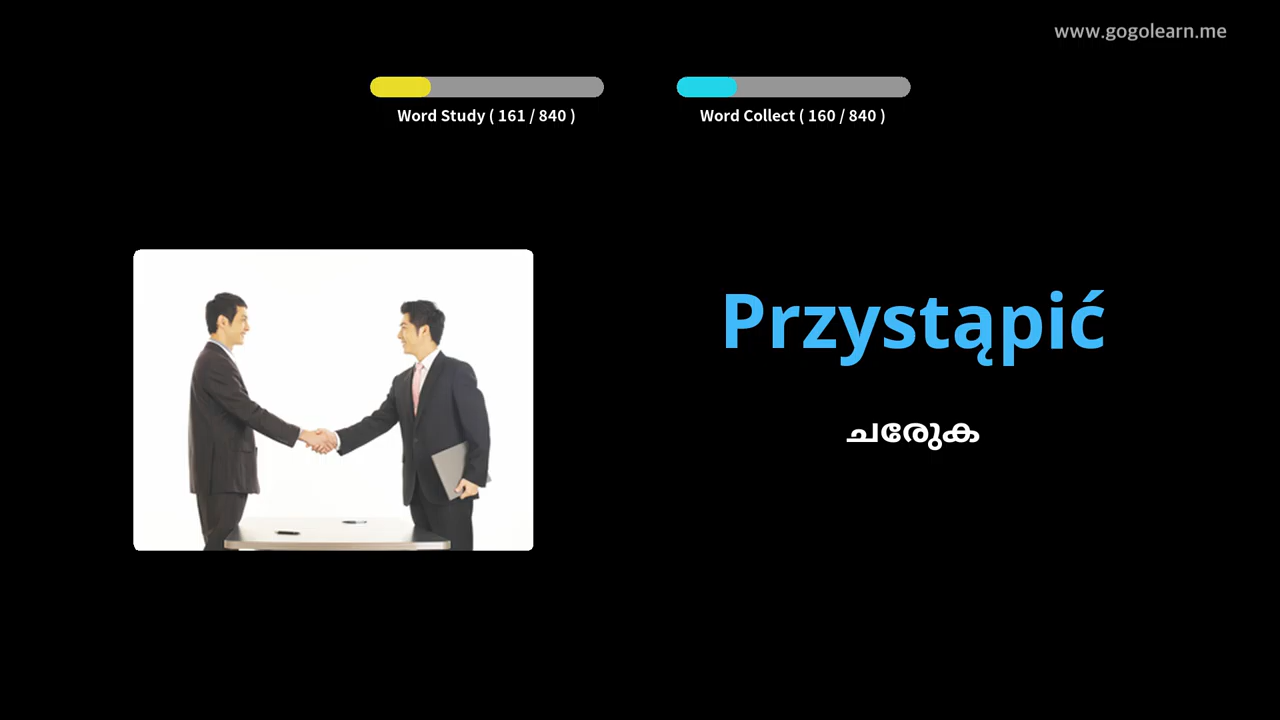 www.gogolearn.me
Word Study ( 161 / 840 )
Word Collect ( 160 / 840 )
Przystąpić
ചേരുക